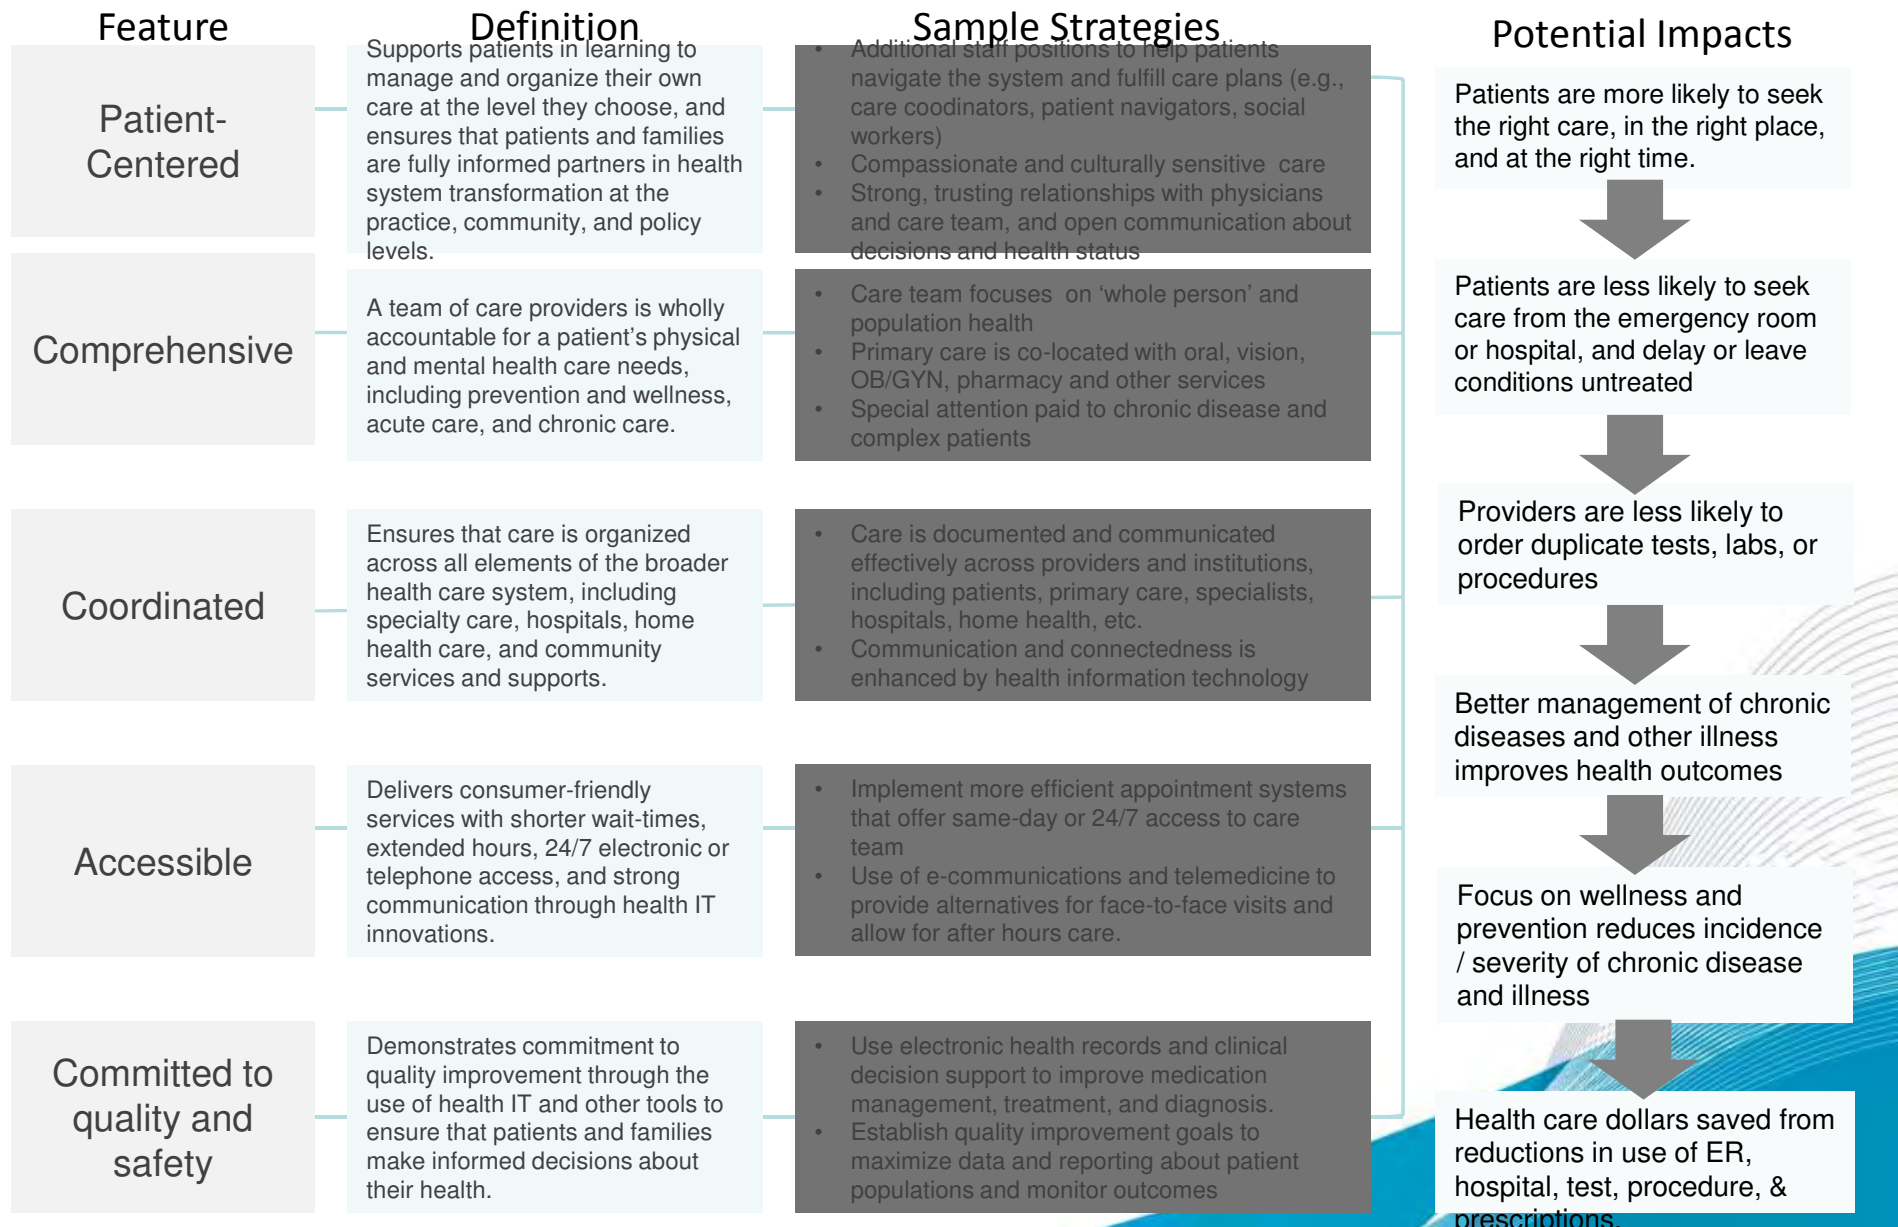 Feature
Definition
Sample Strategies
Potential Impacts
Patient-
Centered
Supports patients in learning to
manage and organize their own
care at the level they choose, and
ensures that patients and families
are fully informed partners in health
system transformation at the
practice, community, and policy
levels.
• Additional staff positions to help patients
navigate the system and fulfill care plans (e.g.,
care coodinators, patient navigators, social
workers)
• Compassionate and culturally sensitive care
• Strong, trusting relationships with physicians
and care team, and open communication about
decisions and health status
Comprehensive
A team of care providers is wholly
accountable for a patient’s physical
and mental health care needs,
including prevention and wellness,
acute care, and chronic care.
• Care team focuses on ‘whole person’ and
population health
• Primary care is co-located with oral, vision,
OB/GYN, pharmacy and other services
• Special attention paid to chronic disease and
complex patients
Coordinated
Ensures that care is organized
across all elements of the broader
health care system, including
specialty care, hospitals, home
health care, and community
services and supports.
• Care is documented and communicated
effectively across providers and institutions,
including patients, primary care, specialists,
hospitals, home health, etc.
• Communication and connectedness is
enhanced by health information technology
Accessible
Delivers consumer-friendly
services with shorter wait-times,
extended hours, 24/7 electronic or
telephone access, and strong
communication through health IT
innovations.
• Implement more efficient appointment systems
that offer same-day or 24/7 access to care
team
• Use of e-communications and telemedicine to
provide alternatives for face-to-face visits and
allow for after hours care.
Committed to
quality and
safety
Demonstrates commitment to
quality improvement through the
use of health IT and other tools to
ensure that patients and families
make informed decisions about
their health.
• Use electronic health records and clinical
decision support to improve medication
management, treatment, and diagnosis.
• Establish quality improvement goals to
maximize data and reporting about patient
populations and monitor outcomes
Patients are more likely to seek
the right care, in the right place,
and at the right time.
Patients are less likely to seek
care from the emergency room
or hospital, and delay or leave
conditions untreated
Providers are less likely to
order duplicate tests, labs, or
procedures
Better management of chronic
diseases and other illness
improves health outcomes
Focus on wellness and
prevention reduces incidence
/ severity of chronic disease
and illness
Health care dollars saved from
reductions in use of ER,
hospital, test, procedure, &
prescriptions.